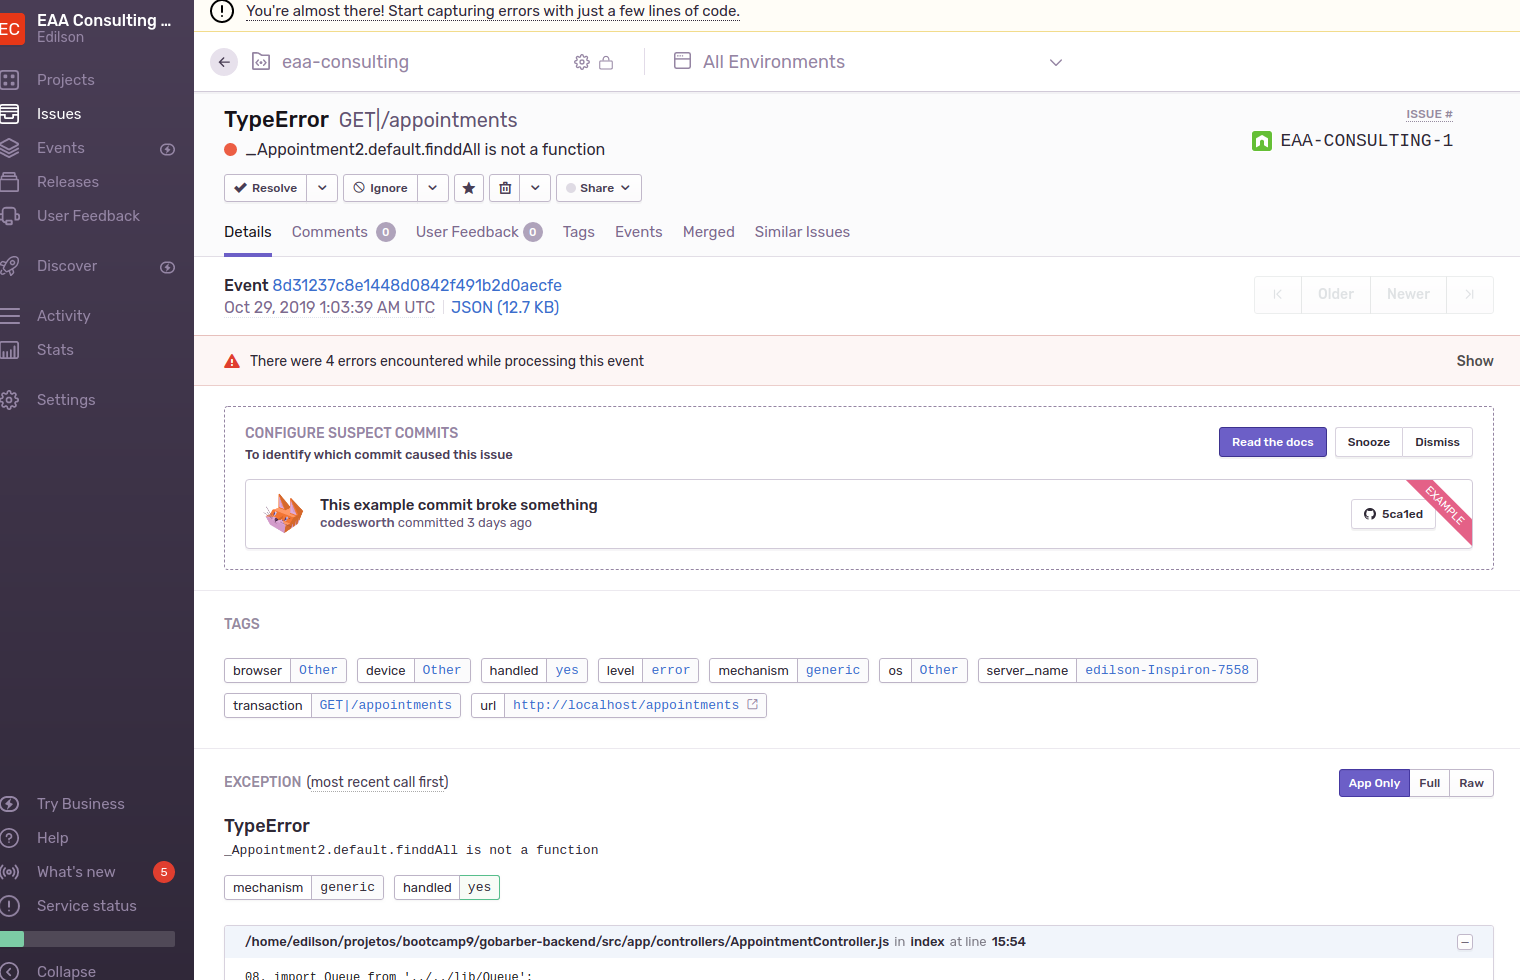 You're almost there! Start capturing errors with just a few lines of code.
EC
EAA Consulting ...
Edilson
Projects
Issues
Events
Releases
User Feedback
Discover
Activity
Stats
Settings
Try Business
Help
What's new 5
Service status
Collapse
eaa-consulting
All Environments
TypeError GET|/appointments
_Appointment2.default.finddAll is not a function
ISSUE #
EAA-CONSULTING-1
Resolve Ignore Share
Details Comments 0 User Feedback 0 Tags Events Merged Similar Issues
Event 8d31237c8e1448d0842f491b2d0aecfe
Oct 29, 2019 1:03:39 AM UTC JSON (12.7 KB)
Older Newer
There were 4 errors encountered while processing this event Show
CONFIGURE SUSPECT COMMITS
To identify which commit caused this issue
Read the docs Snooze Dismiss
This example commit broke something
codesworth committed 3 days ago
5ca1ed
EXAMPLE
TAGS
browser Other device Other handled yes level error mechanism generic os Other server_name edilson-Inspiron-7558
transaction GET|/appointments url http://localhost/appointments
EXCEPTION (most recent call first)
App Only Full Raw
TypeError
_Appointment2.default.finddAll is not a function
mechanism generic handled yes
/home/edilson/projetos/bootcamp9/gobarber-backend/src/app/controllers/AppointmentController.js in index at line 15:54
08. import Queue from '../../lib/Queue';